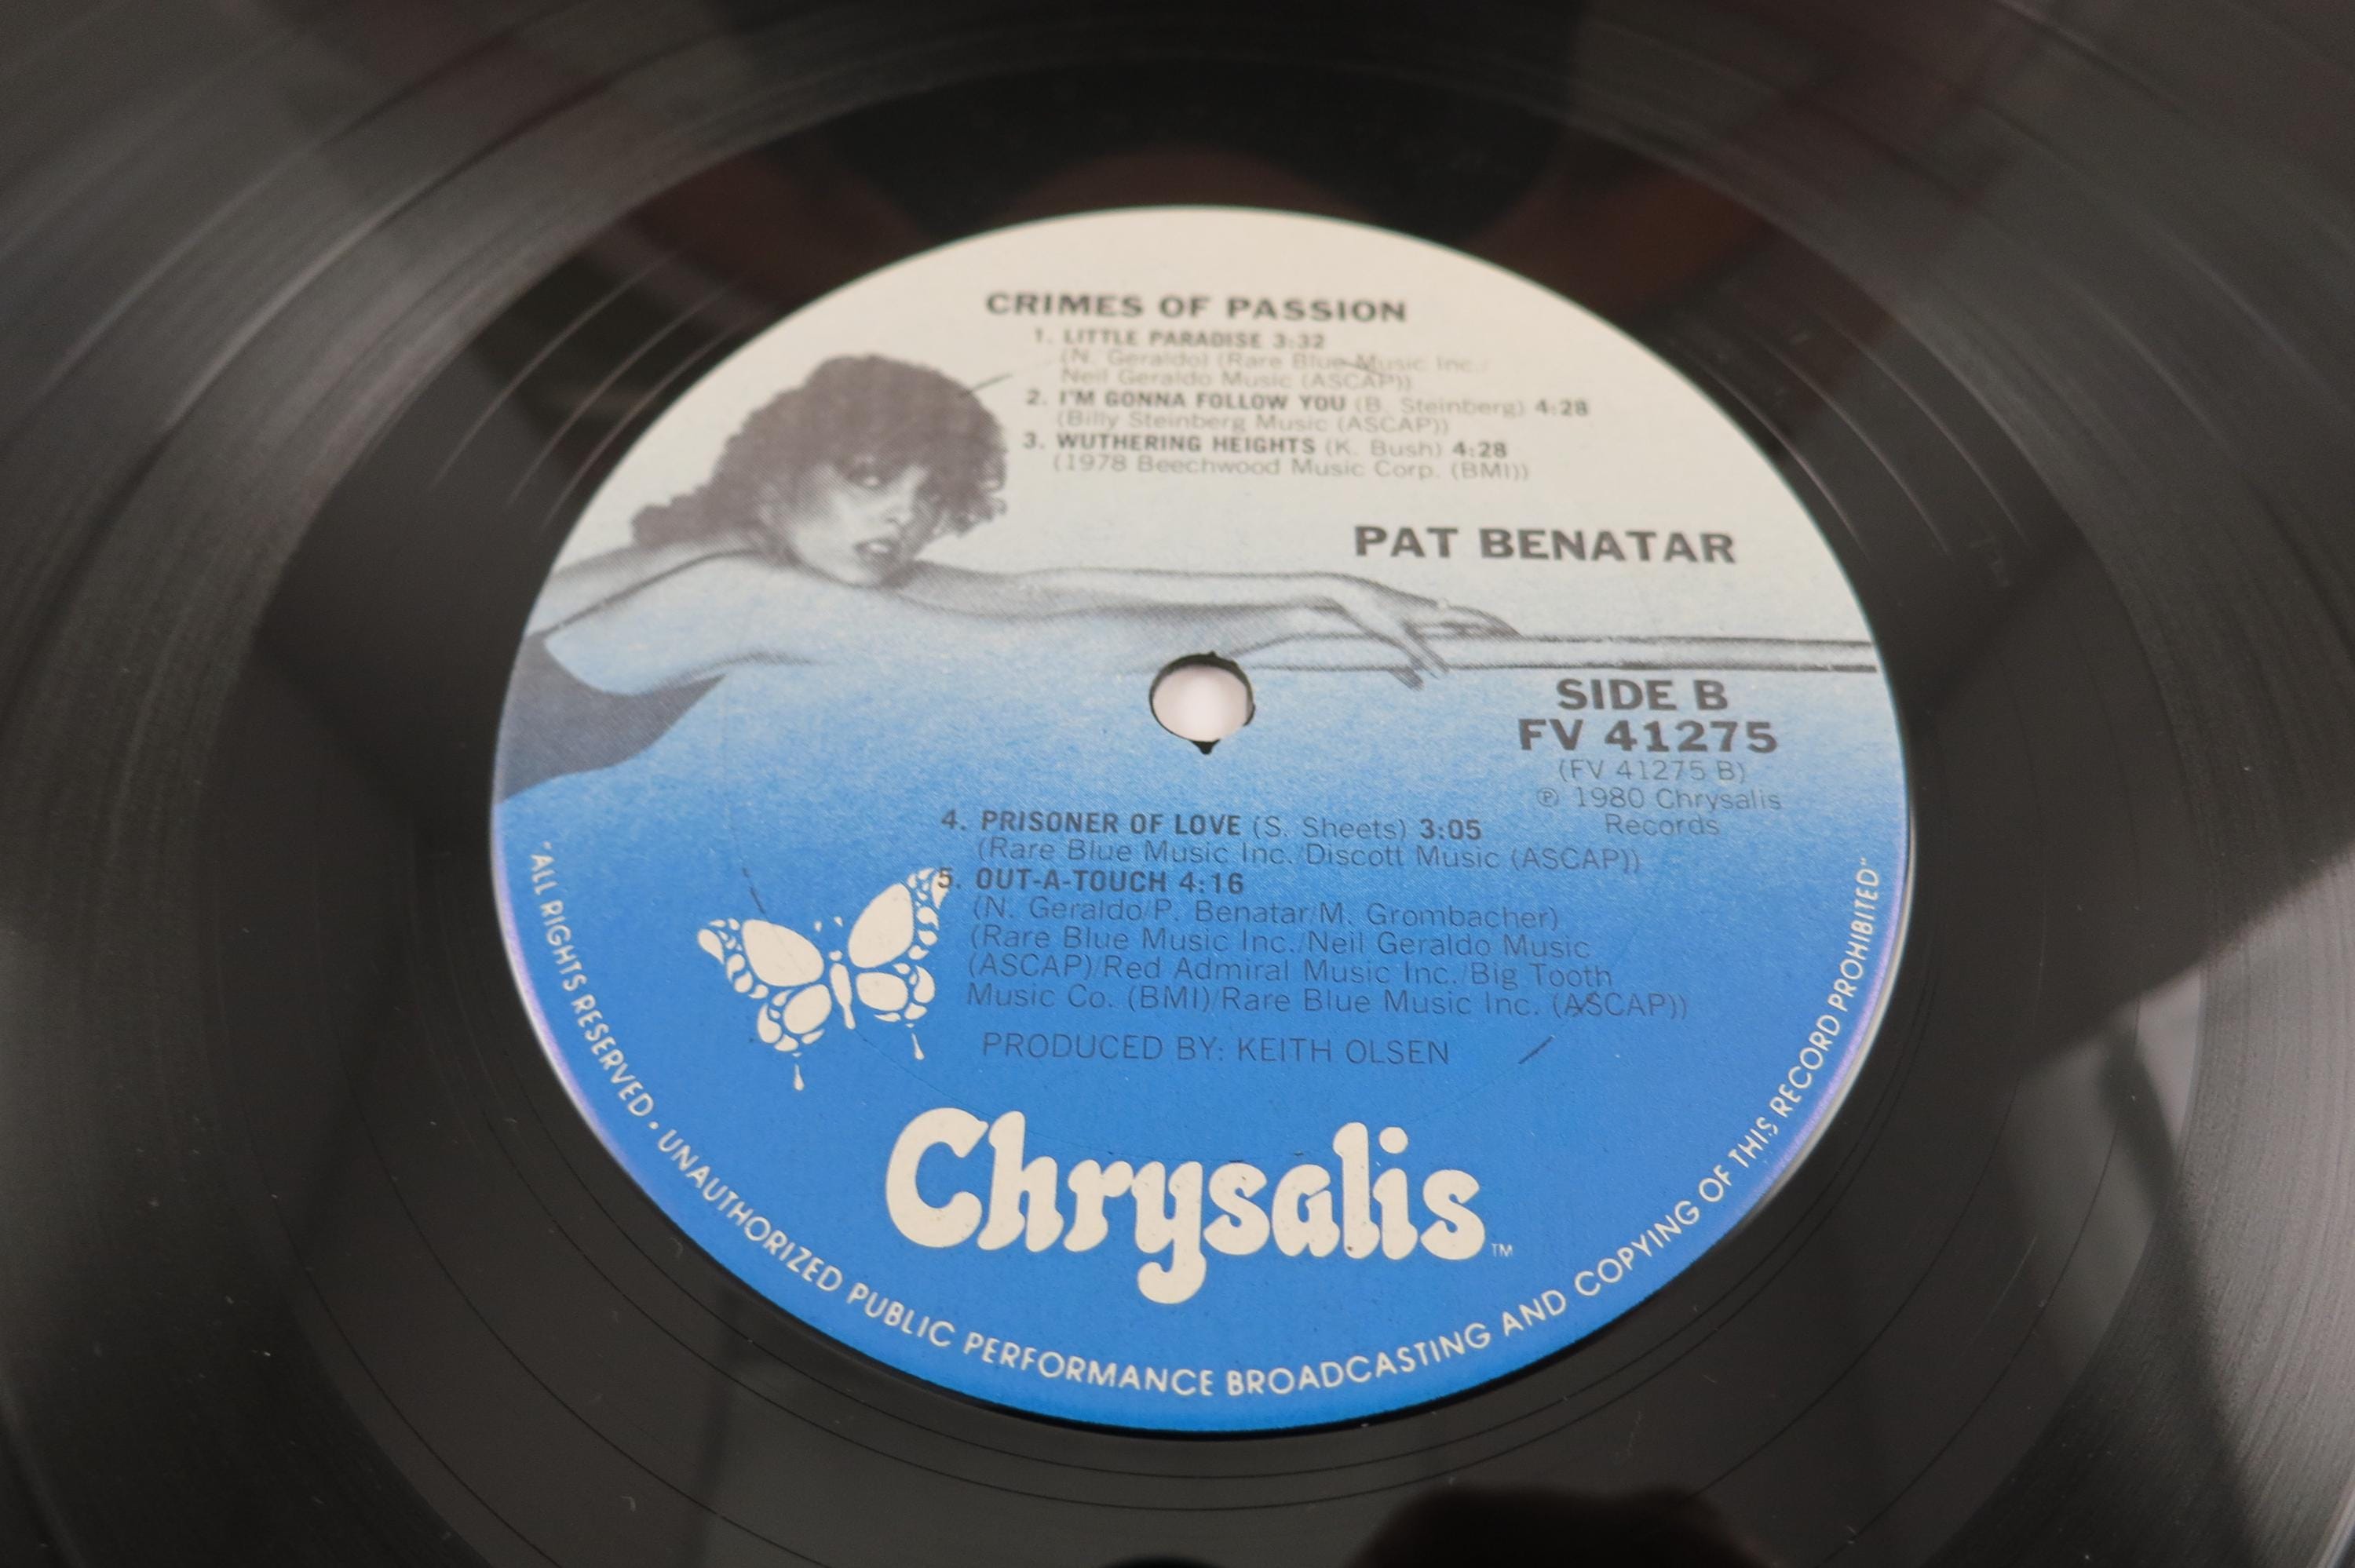 CRIMES OF PASSION
1. LITTLE PARADISE 3:32
(N. Geraldo) (Rare Blue Music Inc./
Neil Geraldo Music (ASCAP))
2. I'M GONNA FOLLOW YOU (B. Steinberg) 4:28
(Billy Steinberg Music (ASCAP))
3. WUTHERING HEIGHTS (K. Bush) 4:28
(1978 Beechwood Music Corp. (BMI))
PAT BENATAR
SIDE B
FV 41275
(FV 41275 B)
℗ 1980 Chrysalis
Records
4. PRISONER OF LOVE (S. Sheets) 3:05
(Rare Blue Music Inc./Discott Music (ASCAP))
5. OUT-A-TOUCH 4:16
(N. Geraldo/P. Benatar/M. Grombacher)
(Rare Blue Music Inc./Neil Geraldo Music
(ASCAP)/Red Admiral Music Inc./Big Tooth
Music Co. (BMI)/Rare Blue Music Inc. (ASCAP))
PRODUCED BY: KEITH OLSEN
Chrysalis ™
"ALL RIGHTS RESERVED • UNAUTHORIZED PUBLIC PERFORMANCE BROADCASTING AND COPYING OF THIS RECORD PROHIBITED"